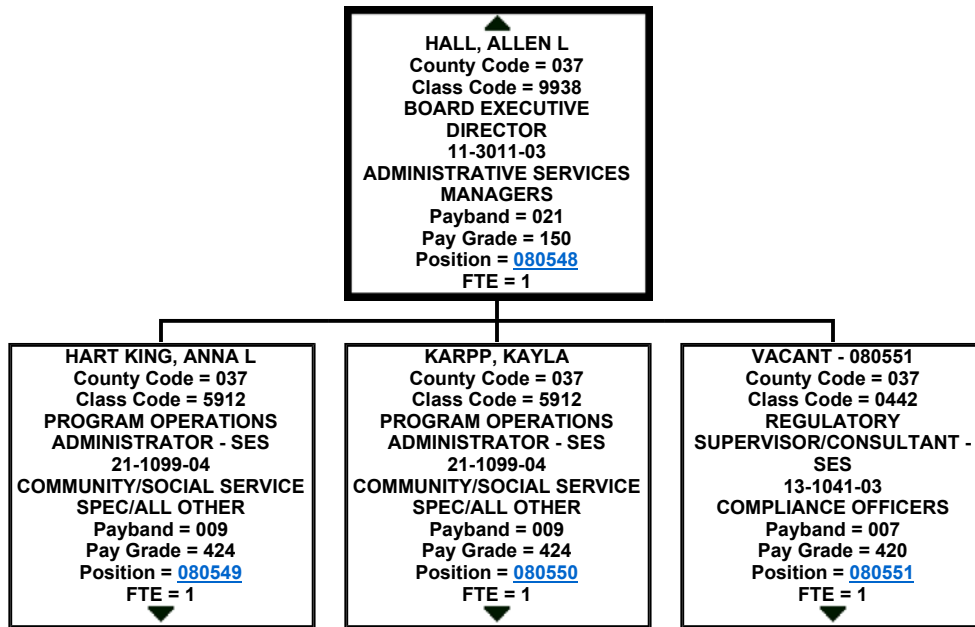 HALL, ALLEN L
County Code = 037
Class Code = 9938
BOARD EXECUTIVE
DIRECTOR
11-3011-03
ADMINISTRATIVE SERVICES
MANAGERS
Payband = 021
Pay Grade = 150
Position = 080548
FTE = 1
HART KING, ANNA L
County Code = 037
Class Code = 5912
PROGRAM OPERATIONS
ADMINISTRATOR - SES
21-1099-04
COMMUNITY/SOCIAL SERVICE
SPEC/ALL OTHER
Payband = 009
Pay Grade = 424
Position = 080549
FTE = 1
KARPP, KAYLA
County Code = 037
Class Code = 5912
PROGRAM OPERATIONS
ADMINISTRATOR - SES
21-1099-04
COMMUNITY/SOCIAL SERVICE
SPEC/ALL OTHER
Payband = 009
Pay Grade = 424
Position = 080550
FTE = 1
VACANT - 080551
County Code = 037
Class Code = 0442
REGULATORY
SUPERVISOR/CONSULTANT -
SES
13-1041-03
COMPLIANCE OFFICERS
Payband = 007
Pay Grade = 420
Position = 080551
FTE = 1